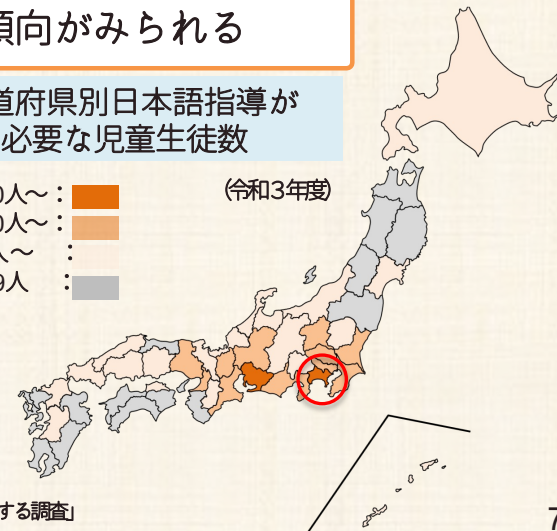 傾向がみられる
道府県別日本語指導が
必要な児童生徒数
(令和3年度)
0人～：
0人～：
人～　：
9人　：
する調査」
7